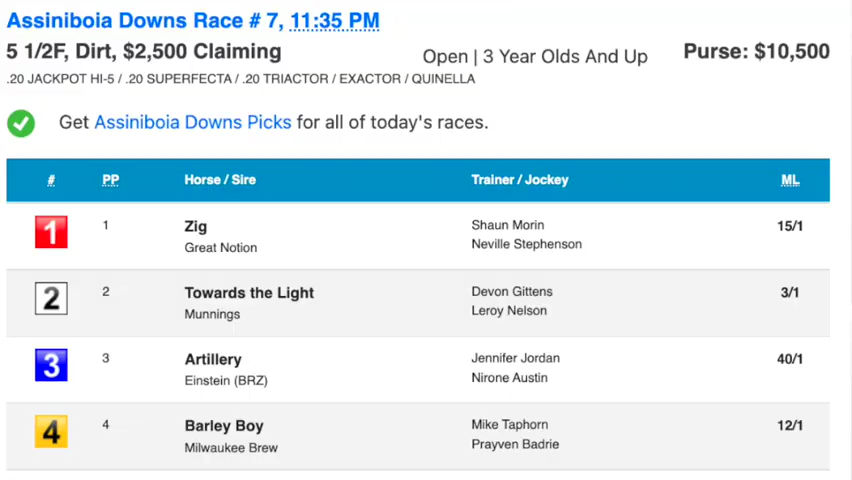 Assiniboia Downs Race # 7, 11:35 PM
5 1/2F, Dirt, $2,500 Claiming Open | 3 Year Olds And Up Purse: $10,500
.20 JACKPOT HI-5 / .20 SUPERFECTA / .20 TRIACTOR / EXACTOR / QUINELLA
Get Assiniboia Downs Picks for all of today's races.
# PP Horse / Sire Trainer / Jockey ML
1 1 Zig Shaun Morin 15/1
Great Notion Neville Stephenson
2 2 Towards the Light Devon Gittens 3/1
Munnings Leroy Nelson
3 3 Artillery Jennifer Jordan 40/1
Einstein (BRZ) Nirone Austin
4 4 Barley Boy Mike Taphorn 12/1
Milwaukee Brew Prayven Badrie